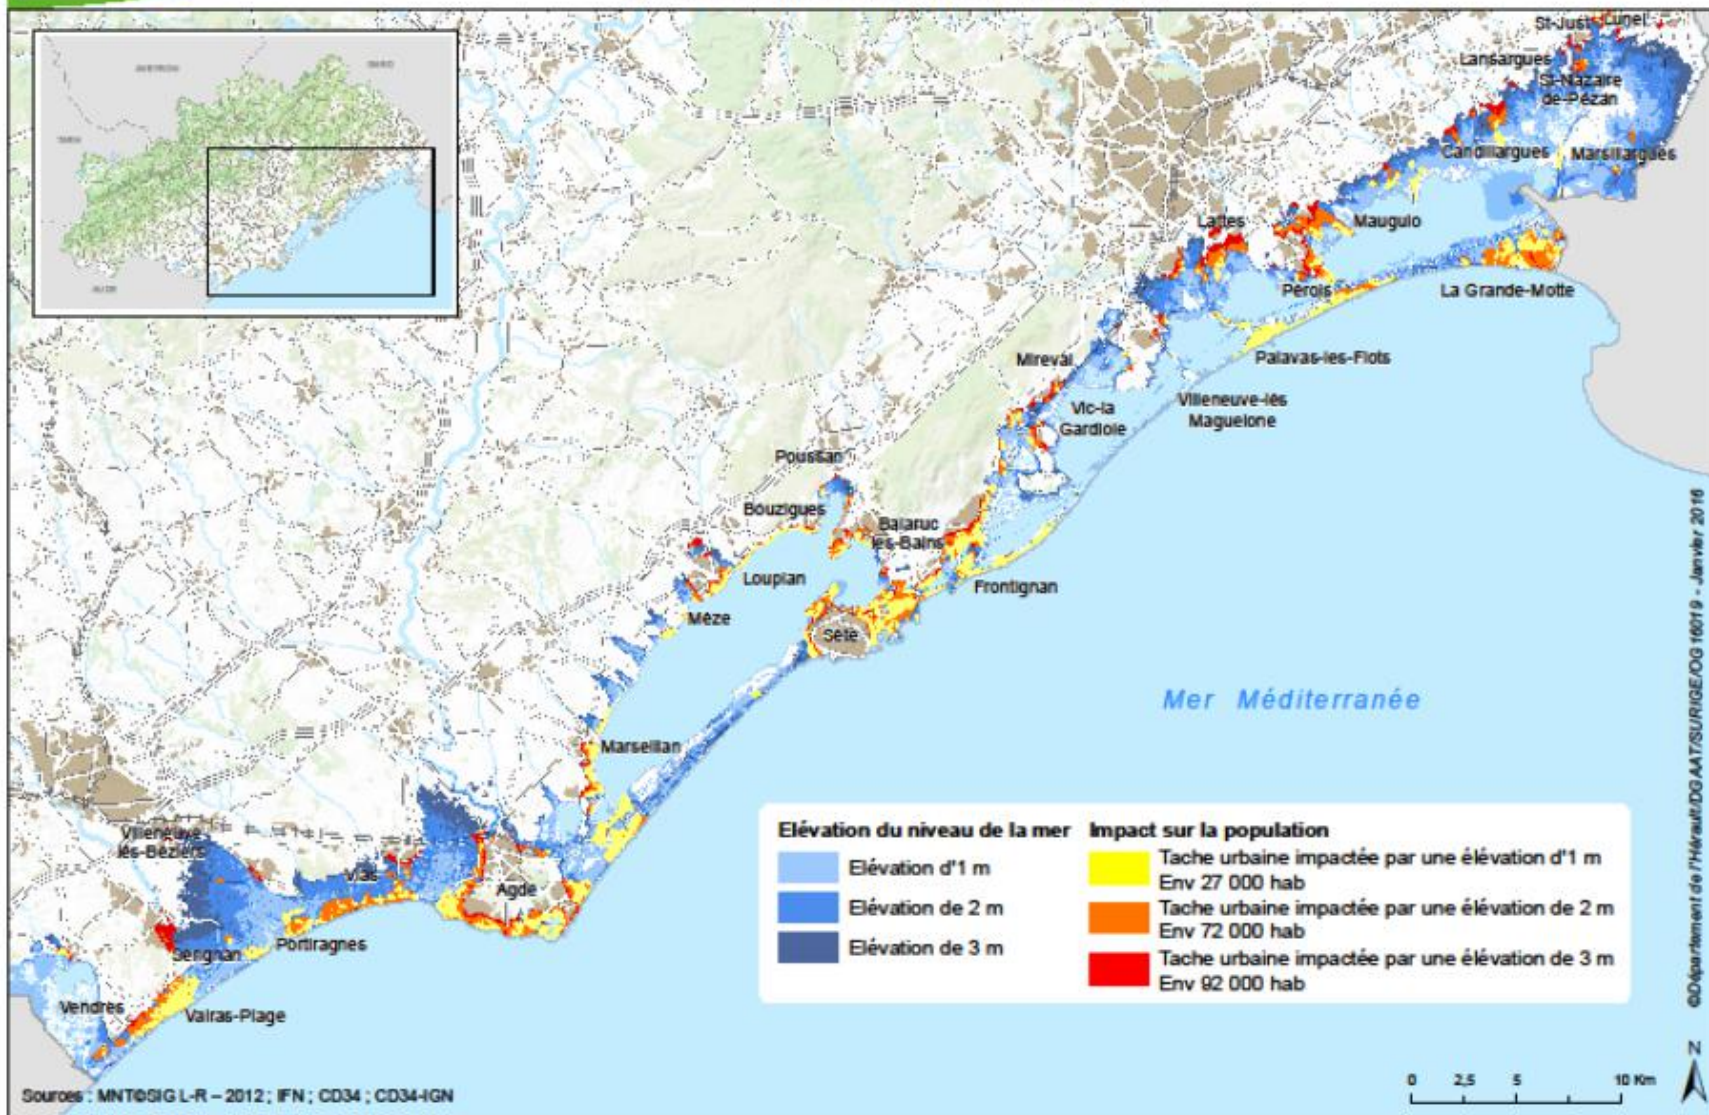 AVEYRON
GARD
TARN
AUDE
St-Just
Lunel
Lansargues
St-Nazaire
de-Pézan
Candillargues
Marsillargues
Lattes
Mauguio
Pérols
La Grande-Motte
Palavas-les-Flots
Mireval
Vic-la
Gardiole
Villeneuve-lès
Maguelone
Poussan
Bouzigues
Balaruc
les-Bains
Loupian
Frontignan
Mèze
Sète
Mer Méditerranée
Marseillan
Villeneuve
lès-Béziers
Vias
Agde
Portiragnes
Sérignan
Vendres
Valras-Plage
Elévation du niveau de la mer
Elévation d'1 m
Elévation de 2 m
Elévation de 3 m
Impact sur la population
Tache urbaine impactée par une élévation d'1 m
Env 27 000 hab
Tache urbaine impactée par une élévation de 2 m
Env 72 000 hab
Tache urbaine impactée par une élévation de 3 m
Env 92 000 hab
©Département de l'Hérault/DGAAT/SU/RIGE/OG 16019 - Janvier 2016
N
0 2,5 5 10 Km
Sources : MNT©SIG L-R – 2012 ; IFN ; CD34 ; CD34-IGN